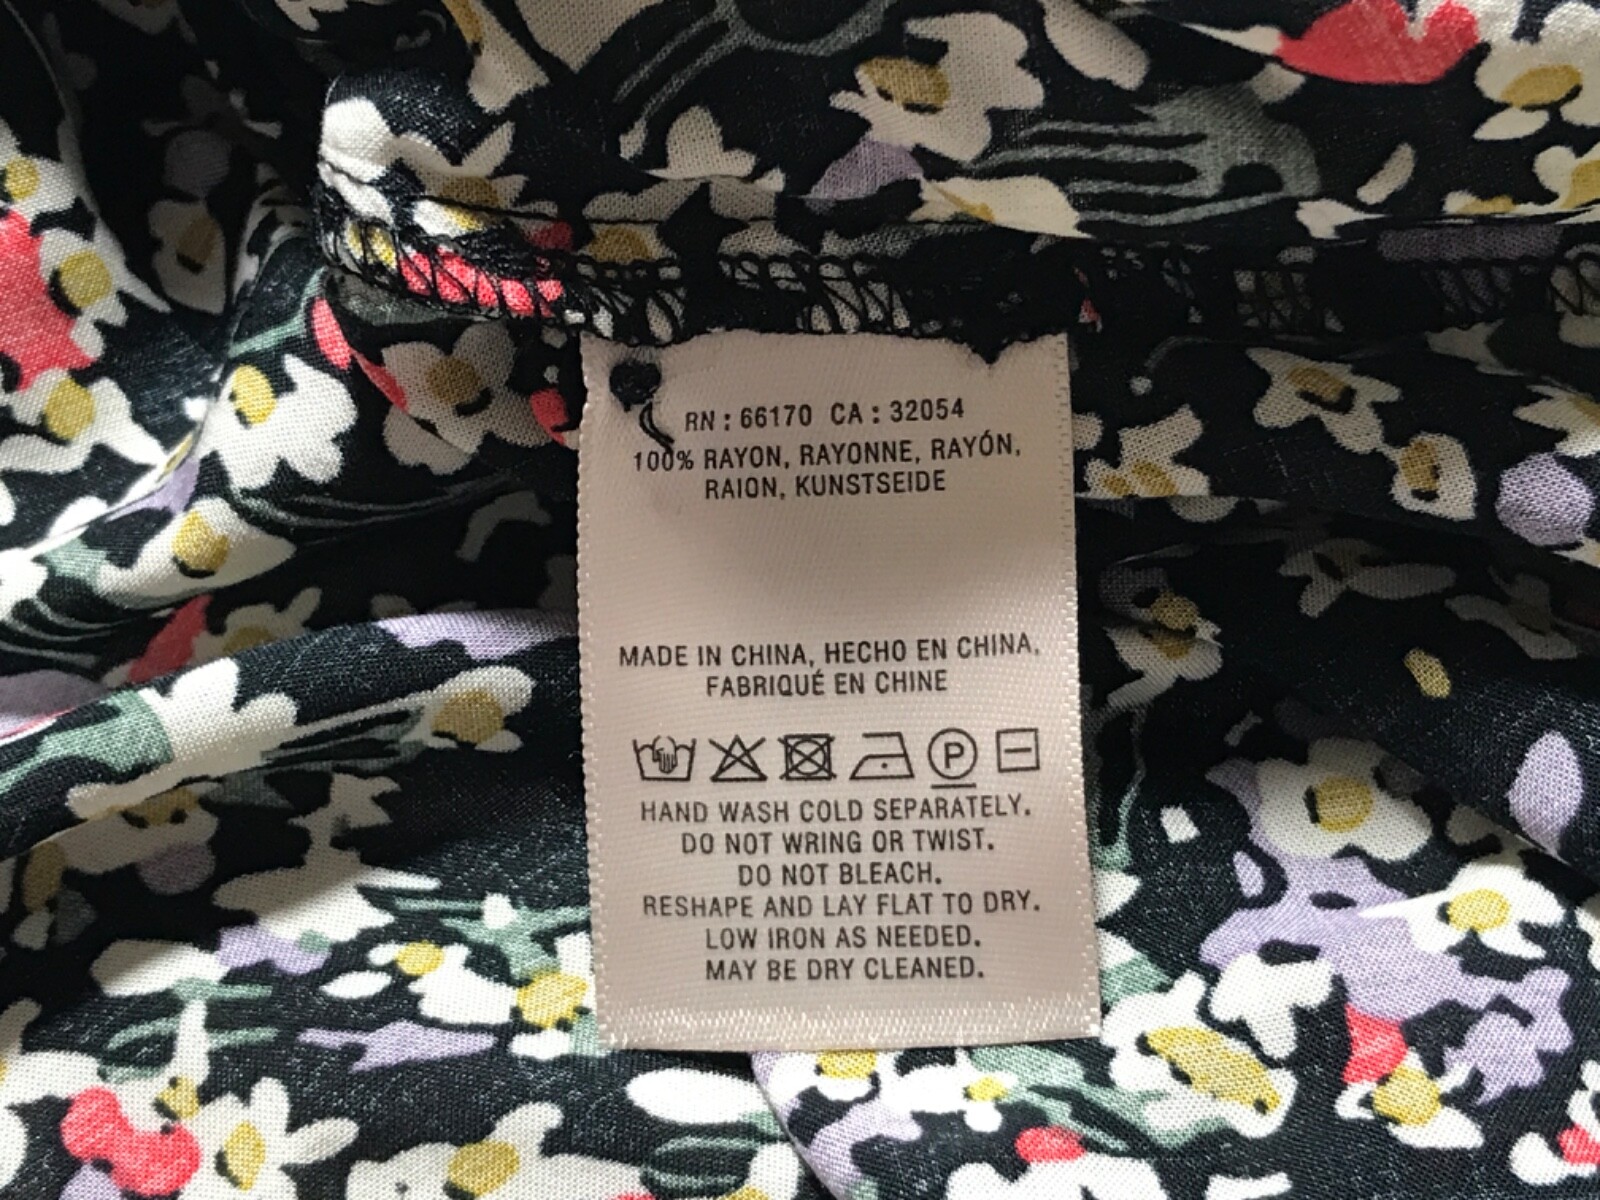 RN : 66170 CA : 32054
100% RAYON, RAYONNE, RAYÓN,
RAION, KUNSTSEIDE
MADE IN CHINA, HECHO EN CHINA,
FABRIQUÉ EN CHINE
P
HAND WASH COLD SEPARATELY.
DO NOT WRING OR TWIST.
DO NOT BLEACH.
RESHAPE AND LAY FLAT TO DRY.
LOW IRON AS NEEDED.
MAY BE DRY CLEANED.